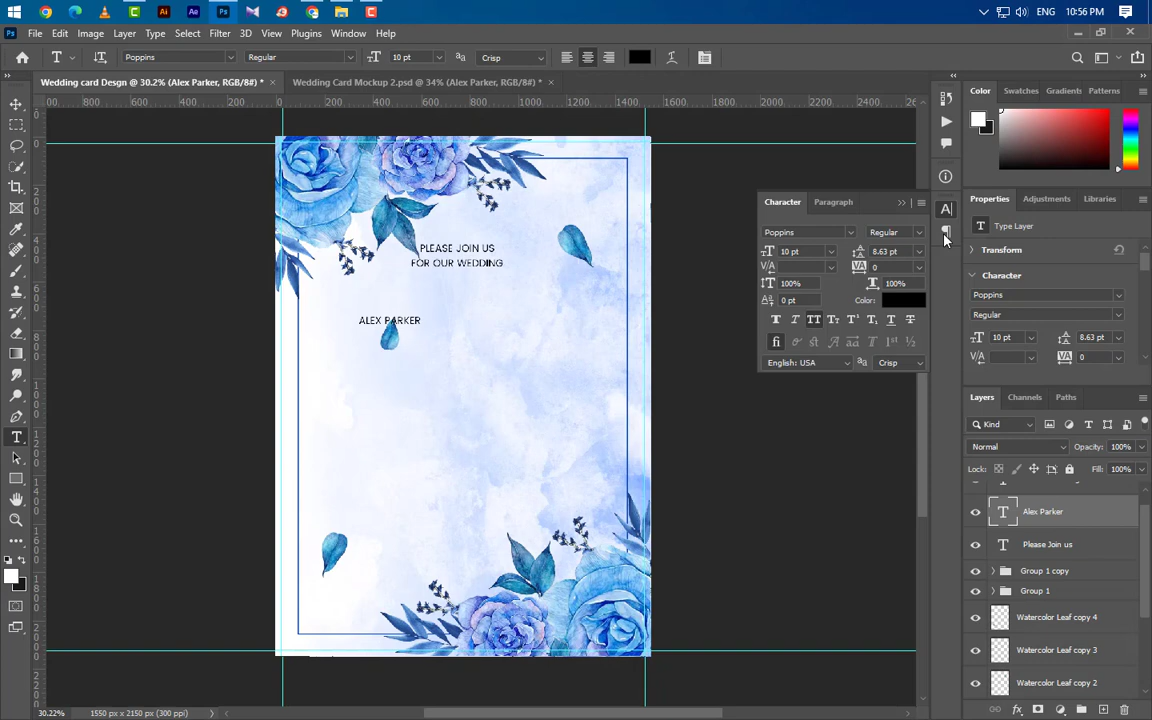 ENG 10:56 PM
File Edit Image Layer Type Select Filter 3D View Plugins Window Help
Poppins Regular 10 pt Crisp
Wedding card Desgn @ 30.2% (Alex Parker, RGB/8#) * Wedding Card Mockup 2.psd @ 34% (Alex Parker, RGB/8#) *
PLEASE JOIN US
FOR OUR WEDDING
ALEX PARKER
Character Paragraph
Poppins Regular
10 pt 8.63 pt
0
100% 100%
0 pt Color:
English: USA Crisp
Color Swatches Gradients Patterns
Properties Adjustments Libraries
Type Layer
Transform
Character
Poppins
Regular
10 pt 8.63 pt
0
Layers Channels Paths
Kind
Normal Opacity: 100%
Lock: Fill: 100%
Alex Parker
Please Join us
Group 1 copy
Group 1
Watercolor Leaf copy 4
Watercolor Leaf copy 3
Watercolor Leaf copy 2
30.22% 1550 px x 2150 px (300 ppi)